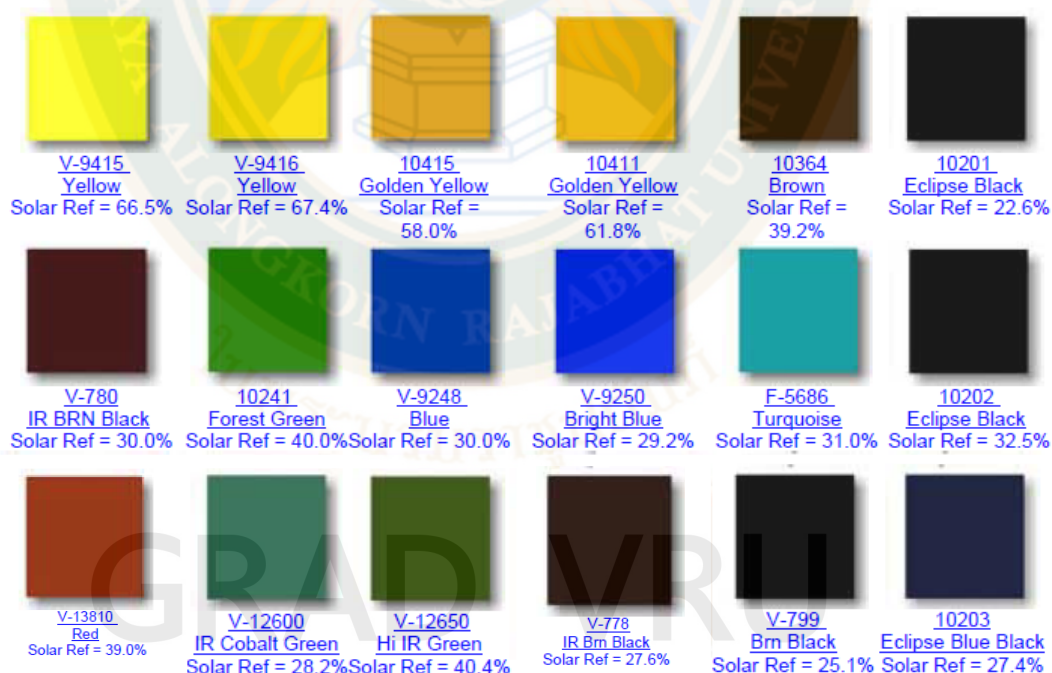 V-9415
Yellow
Solar Ref = 66.5%
V-9416
Yellow
Solar Ref = 67.4%
10415
Golden Yellow
Solar Ref =
58.0%
10411
Golden Yellow
Solar Ref =
61.8%
10364
Brown
Solar Ref =
39.2%
10201
Eclipse Black
Solar Ref = 22.6%
V-780
IR BRN Black
Solar Ref = 30.0%
10241
Forest Green
Solar Ref = 40.0%
V-9248
Blue
Solar Ref = 30.0%
V-9250
Bright Blue
Solar Ref = 29.2%
F-5686
Turquoise
Solar Ref = 31.0%
10202
Eclipse Black
Solar Ref = 32.5%
V-13810
Red
Solar Ref = 39.0%
V-12600
IR Cobalt Green
Solar Ref = 28.2%
V-12650
Hi IR Green
Solar Ref = 40.4%
V-778
IR Brn Black
Solar Ref = 27.6%
V-799
Brn Black
Solar Ref = 25.1%
10203
Eclipse Blue Black
Solar Ref = 27.4%
GRAD VRU
ALONGKORN RAJABHAT